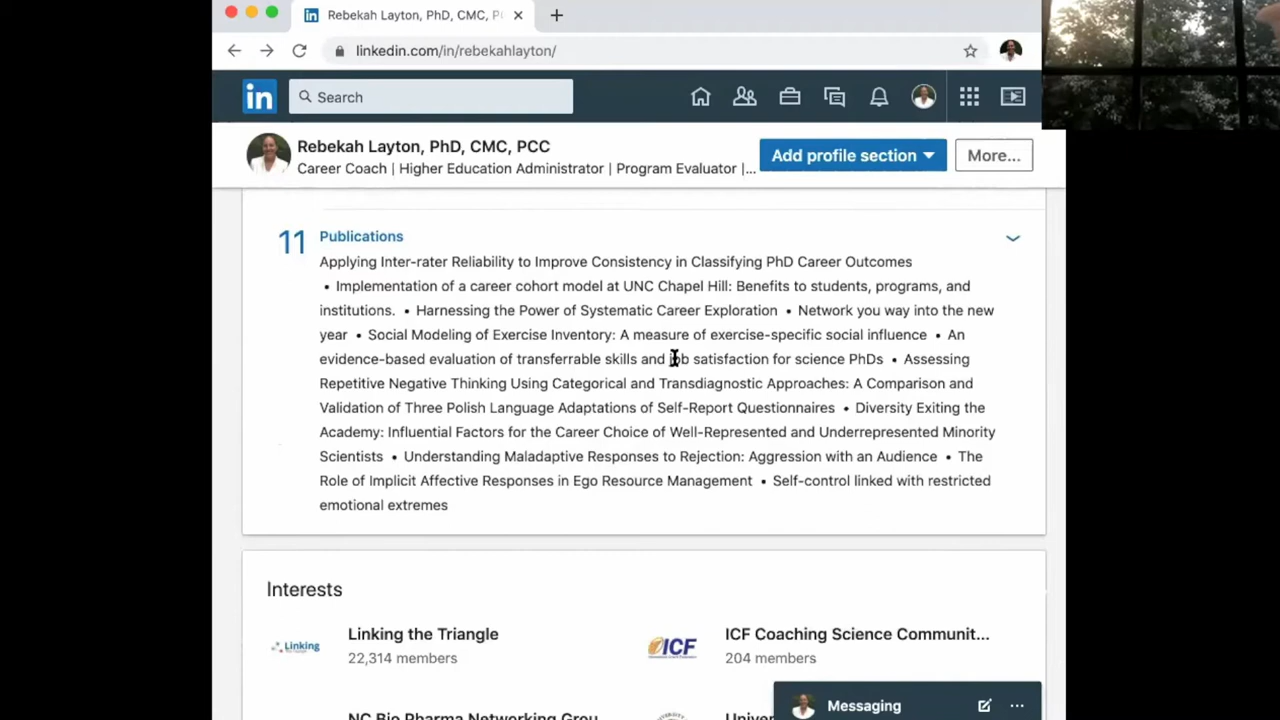 Rebekah Layton, PhD, CMC, P
linkedin.com/in/rebekahlayton/
in
Search
Rebekah Layton, PhD, CMC, PCC
Career Coach | Higher Education Administrator | Program Evaluator |...
Add profile section
More...
11
Publications
Applying Inter-rater Reliability to Improve Consistency in Classifying PhD Career Outcomes
• Implementation of a career cohort model at UNC Chapel Hill: Benefits to students, programs, and
institutions. • Harnessing the Power of Systematic Career Exploration • Network you way into the new
year • Social Modeling of Exercise Inventory: A measure of exercise-specific social influence • An
evidence-based evaluation of transferrable skills and job satisfaction for science PhDs • Assessing
Repetitive Negative Thinking Using Categorical and Transdiagnostic Approaches: A Comparison and
Validation of Three Polish Language Adaptations of Self-Report Questionnaires • Diversity Exiting the
Academy: Influential Factors for the Career Choice of Well-Represented and Underrepresented Minority
Scientists • Understanding Maladaptive Responses to Rejection: Aggression with an Audience • The
Role of Implicit Affective Responses in Ego Resource Management • Self-control linked with restricted
emotional extremes
Interests
Linking
Linking the Triangle
22,314 members
ICF
ICF Coaching Science Communit...
204 members
NC Bio Pharma Networking Grou
Univer
Messaging